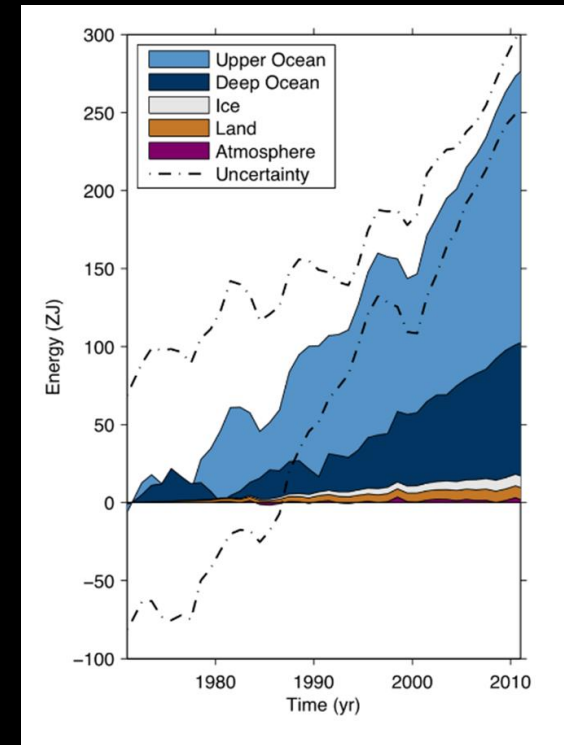 300
250
200
150
100
50
0
−50
−100
Energy (ZJ)
Upper Ocean
Deep Ocean
Ice
Land
Atmosphere
Uncertainty
1980 1990 2000 2010
Time (yr)